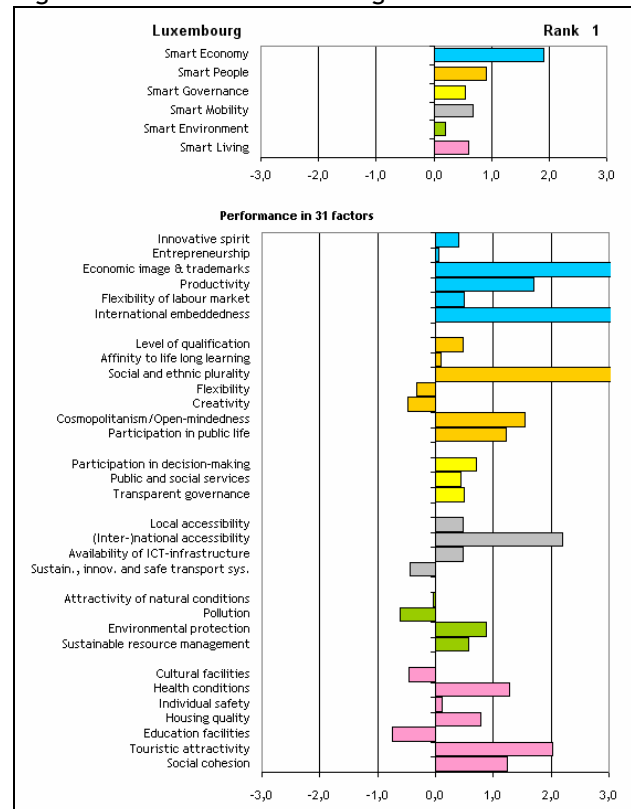 Luxembourg Rank 1
Smart Economy
Smart People
Smart Governance
Smart Mobility
Smart Environment
Smart Living
-3,0 -2,0 -1,0 0,0 1,0 2,0 3,0
Performance in 31 factors
Innovative spirit
Entrepreneurship
Economic image & trademarks
Productivity
Flexibility of labour market
International embeddedness
Level of qualification
Affinity to life long learning
Social and ethnic plurality
Flexibility
Creativity
Cosmopolitanism/Open-mindedness
Participation in public life
Participation in decision-making
Public and social services
Transparent governance
Local accessibility
(Inter-)national accessibility
Availability of ICT-infrastructure
Sustain., innov. and safe transport sys.
Attractivity of natural conditions
Pollution
Environmental protection
Sustainable resource management
Cultural facilities
Health conditions
Individual safety
Housing quality
Education facilities
Touristic attractivity
Social cohesion
-3,0 -2,0 -1,0 0,0 1,0 2,0 3,0